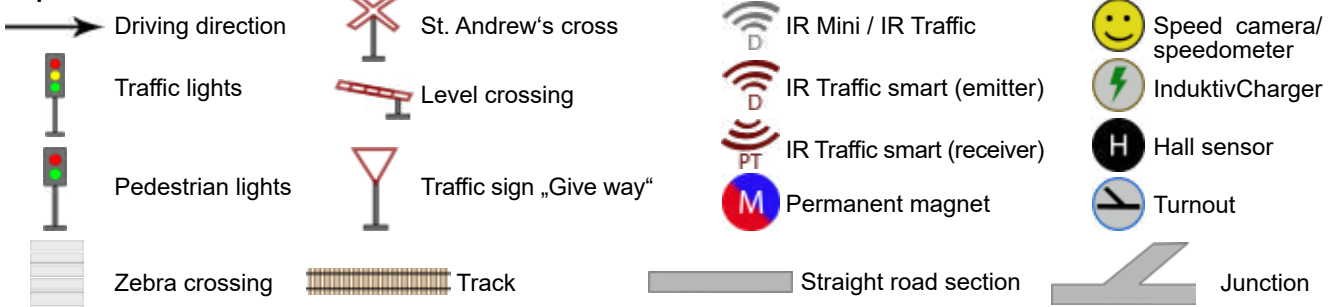 Driving direction
St. Andrew‘s cross
D
IR Mini / IR Traffic
Speed camera/
speedometer
Traffic lights
Level crossing
D
IR Traffic smart (emitter)
InduktivCharger
PT
IR Traffic smart (receiver)
H
Hall sensor
Pedestrian lights
Traffic sign „Give way“
M
Permanent magnet
Turnout
Zebra crossing
Track
Straight road section
Junction